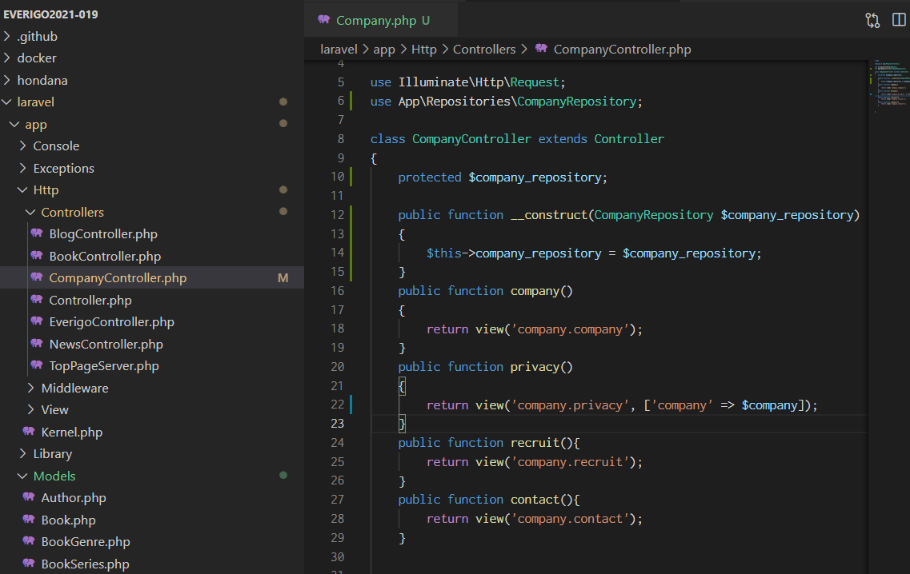 EVERIGO2021-019
.github
docker
hondana
laravel
app
Console
Exceptions
Http
Controllers
BlogController.php
BookController.php
CompanyController.php M
Controller.php
EverigoController.php
NewsController.php
TopPageServer.php
Middleware
View
Kernel.php
Library
Models
Author.php
Book.php
BookGenre.php
BookSeries.php
Company.php U
laravel > app > Http > Controllers > CompanyController.php
4
5 use Illuminate\Http\Request;
6 use App\Repositories\CompanyRepository;
7
8 class CompanyController extends Controller
9 {
10 protected $company_repository;
11
12 public function __construct(CompanyRepository $company_repository)
13 {
14 $this->company_repository = $company_repository;
15 }
16 public function company()
17 {
18 return view('company.company');
19 }
20 public function privacy()
21 {
22 return view('company.privacy', ['company' => $company]);
23 }
24 public function recruit(){
25 return view('company.recruit');
26 }
27 public function contact(){
28 return view('company.contact');
29 }
30
31